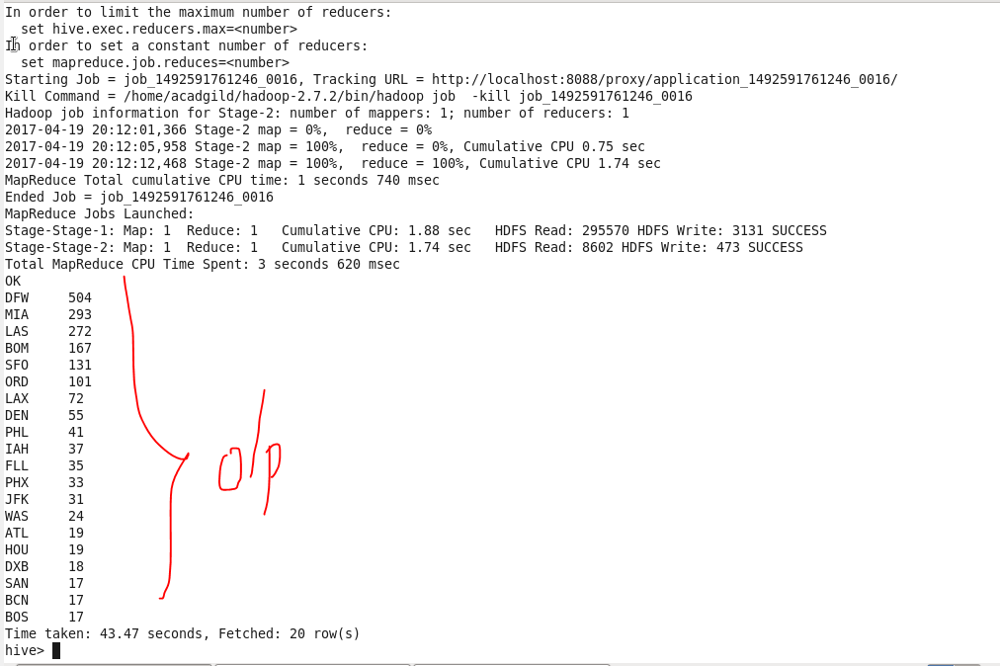 In order to limit the maximum number of reducers:
  set hive.exec.reducers.max=<number>
In order to set a constant number of reducers:
  set mapreduce.job.reduces=<number>
Starting Job = job_1492591761246_0016, Tracking URL = http://localhost:8088/proxy/application_1492591761246_0016/
Kill Command = /home/acadgild/hadoop-2.7.2/bin/hadoop job  -kill job_1492591761246_0016
Hadoop job information for Stage-2: number of mappers: 1; number of reducers: 1
2017-04-19 20:12:01,366 Stage-2 map = 0%,  reduce = 0%
2017-04-19 20:12:05,958 Stage-2 map = 100%,  reduce = 0%, Cumulative CPU 0.75 sec
2017-04-19 20:12:12,468 Stage-2 map = 100%,  reduce = 100%, Cumulative CPU 1.74 sec
MapReduce Total cumulative CPU time: 1 seconds 740 msec
Ended Job = job_1492591761246_0016
MapReduce Jobs Launched:
Stage-Stage-1: Map: 1  Reduce: 1   Cumulative CPU: 1.88 sec   HDFS Read: 295570 HDFS Write: 3131 SUCCESS
Stage-Stage-2: Map: 1  Reduce: 1   Cumulative CPU: 1.74 sec   HDFS Read: 8602 HDFS Write: 473 SUCCESS
Total MapReduce CPU Time Spent: 3 seconds 620 msec
OK
DFW     504
MIA     293
LAS     272
BOM     167
SFO     131
ORD     101
LAX     72
DEN     55
PHL     41
IAH     37
FLL     35
PHX     33
JFK     31
WAS     24
ATL     19
HOU     19
DXB     18
SAN     17
BCN     17
BOS     17
o/p
Time taken: 43.47 seconds, Fetched: 20 row(s)
hive>